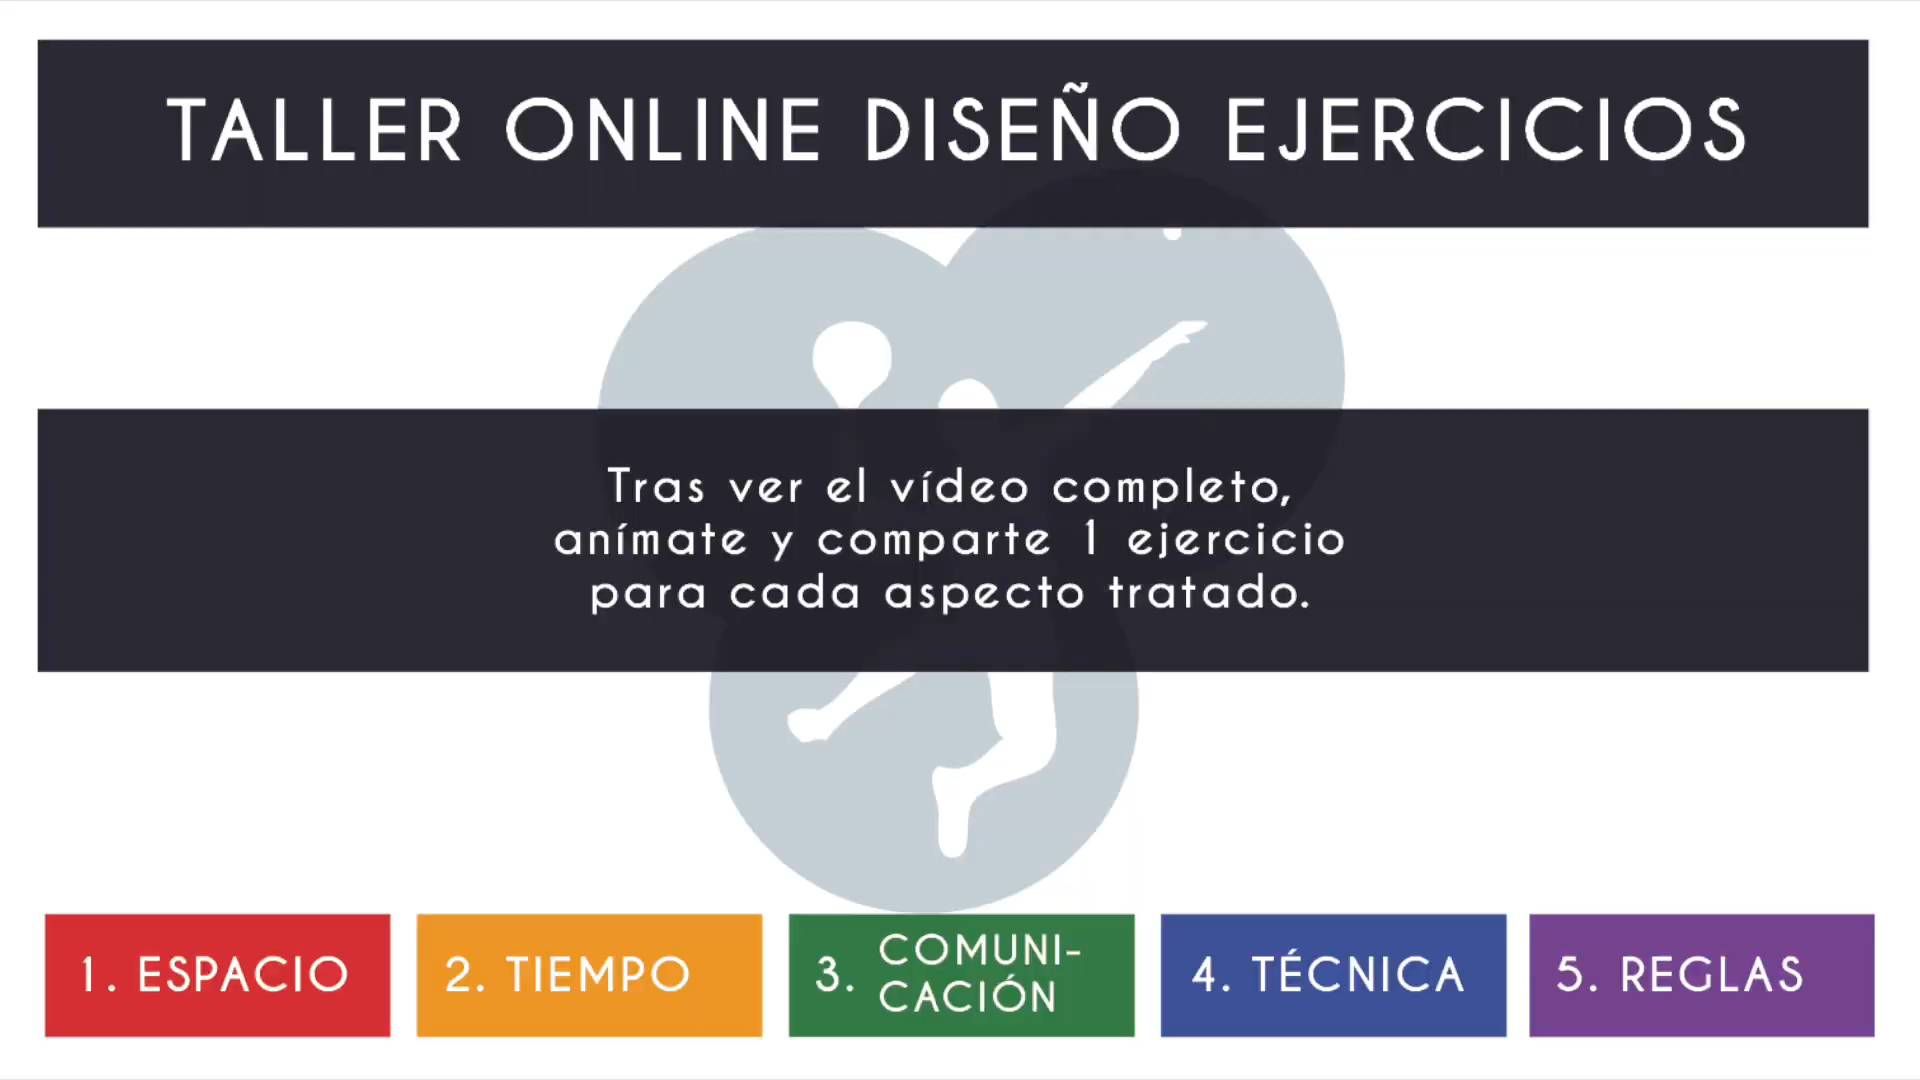 TALLER ONLINE DISEÑO EJERCICIOS
Tras ver el vídeo completo,
anímate y comparte 1 ejercicio
para cada aspecto tratado.
1. ESPACIO
2. TIEMPO
3. COMUNI-
CACIÓN
4. TÉCNICA
5. REGLAS